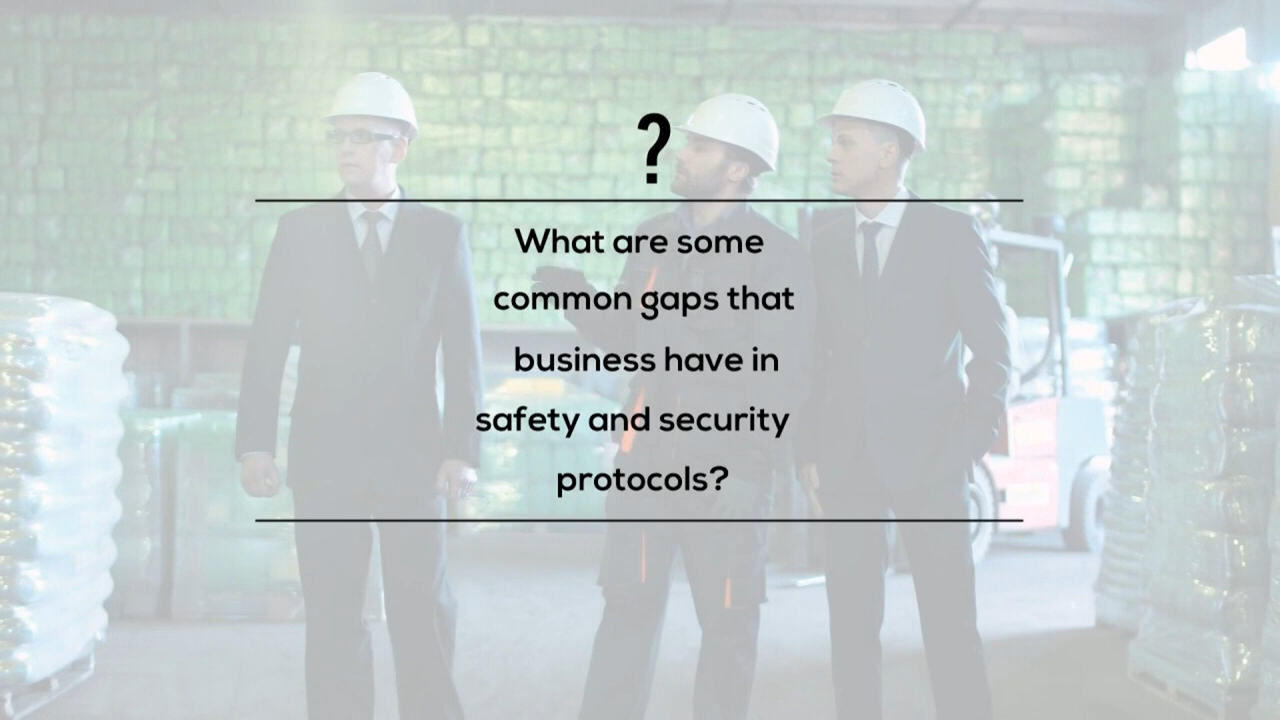 ?
What are some
common gaps that
business have in
safety and security
protocols?